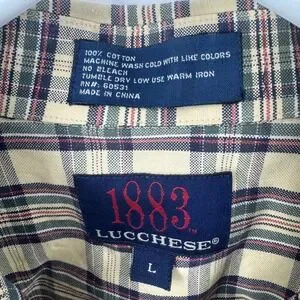 100% COTTON
MACHINE WASH COLD WITH LIKE COLORS
NO BLEACH
TUMBLE DRY LOW USE WARM IRON
RN#: 60531
MADE IN CHINA
1883™
LUCCHESE®
L